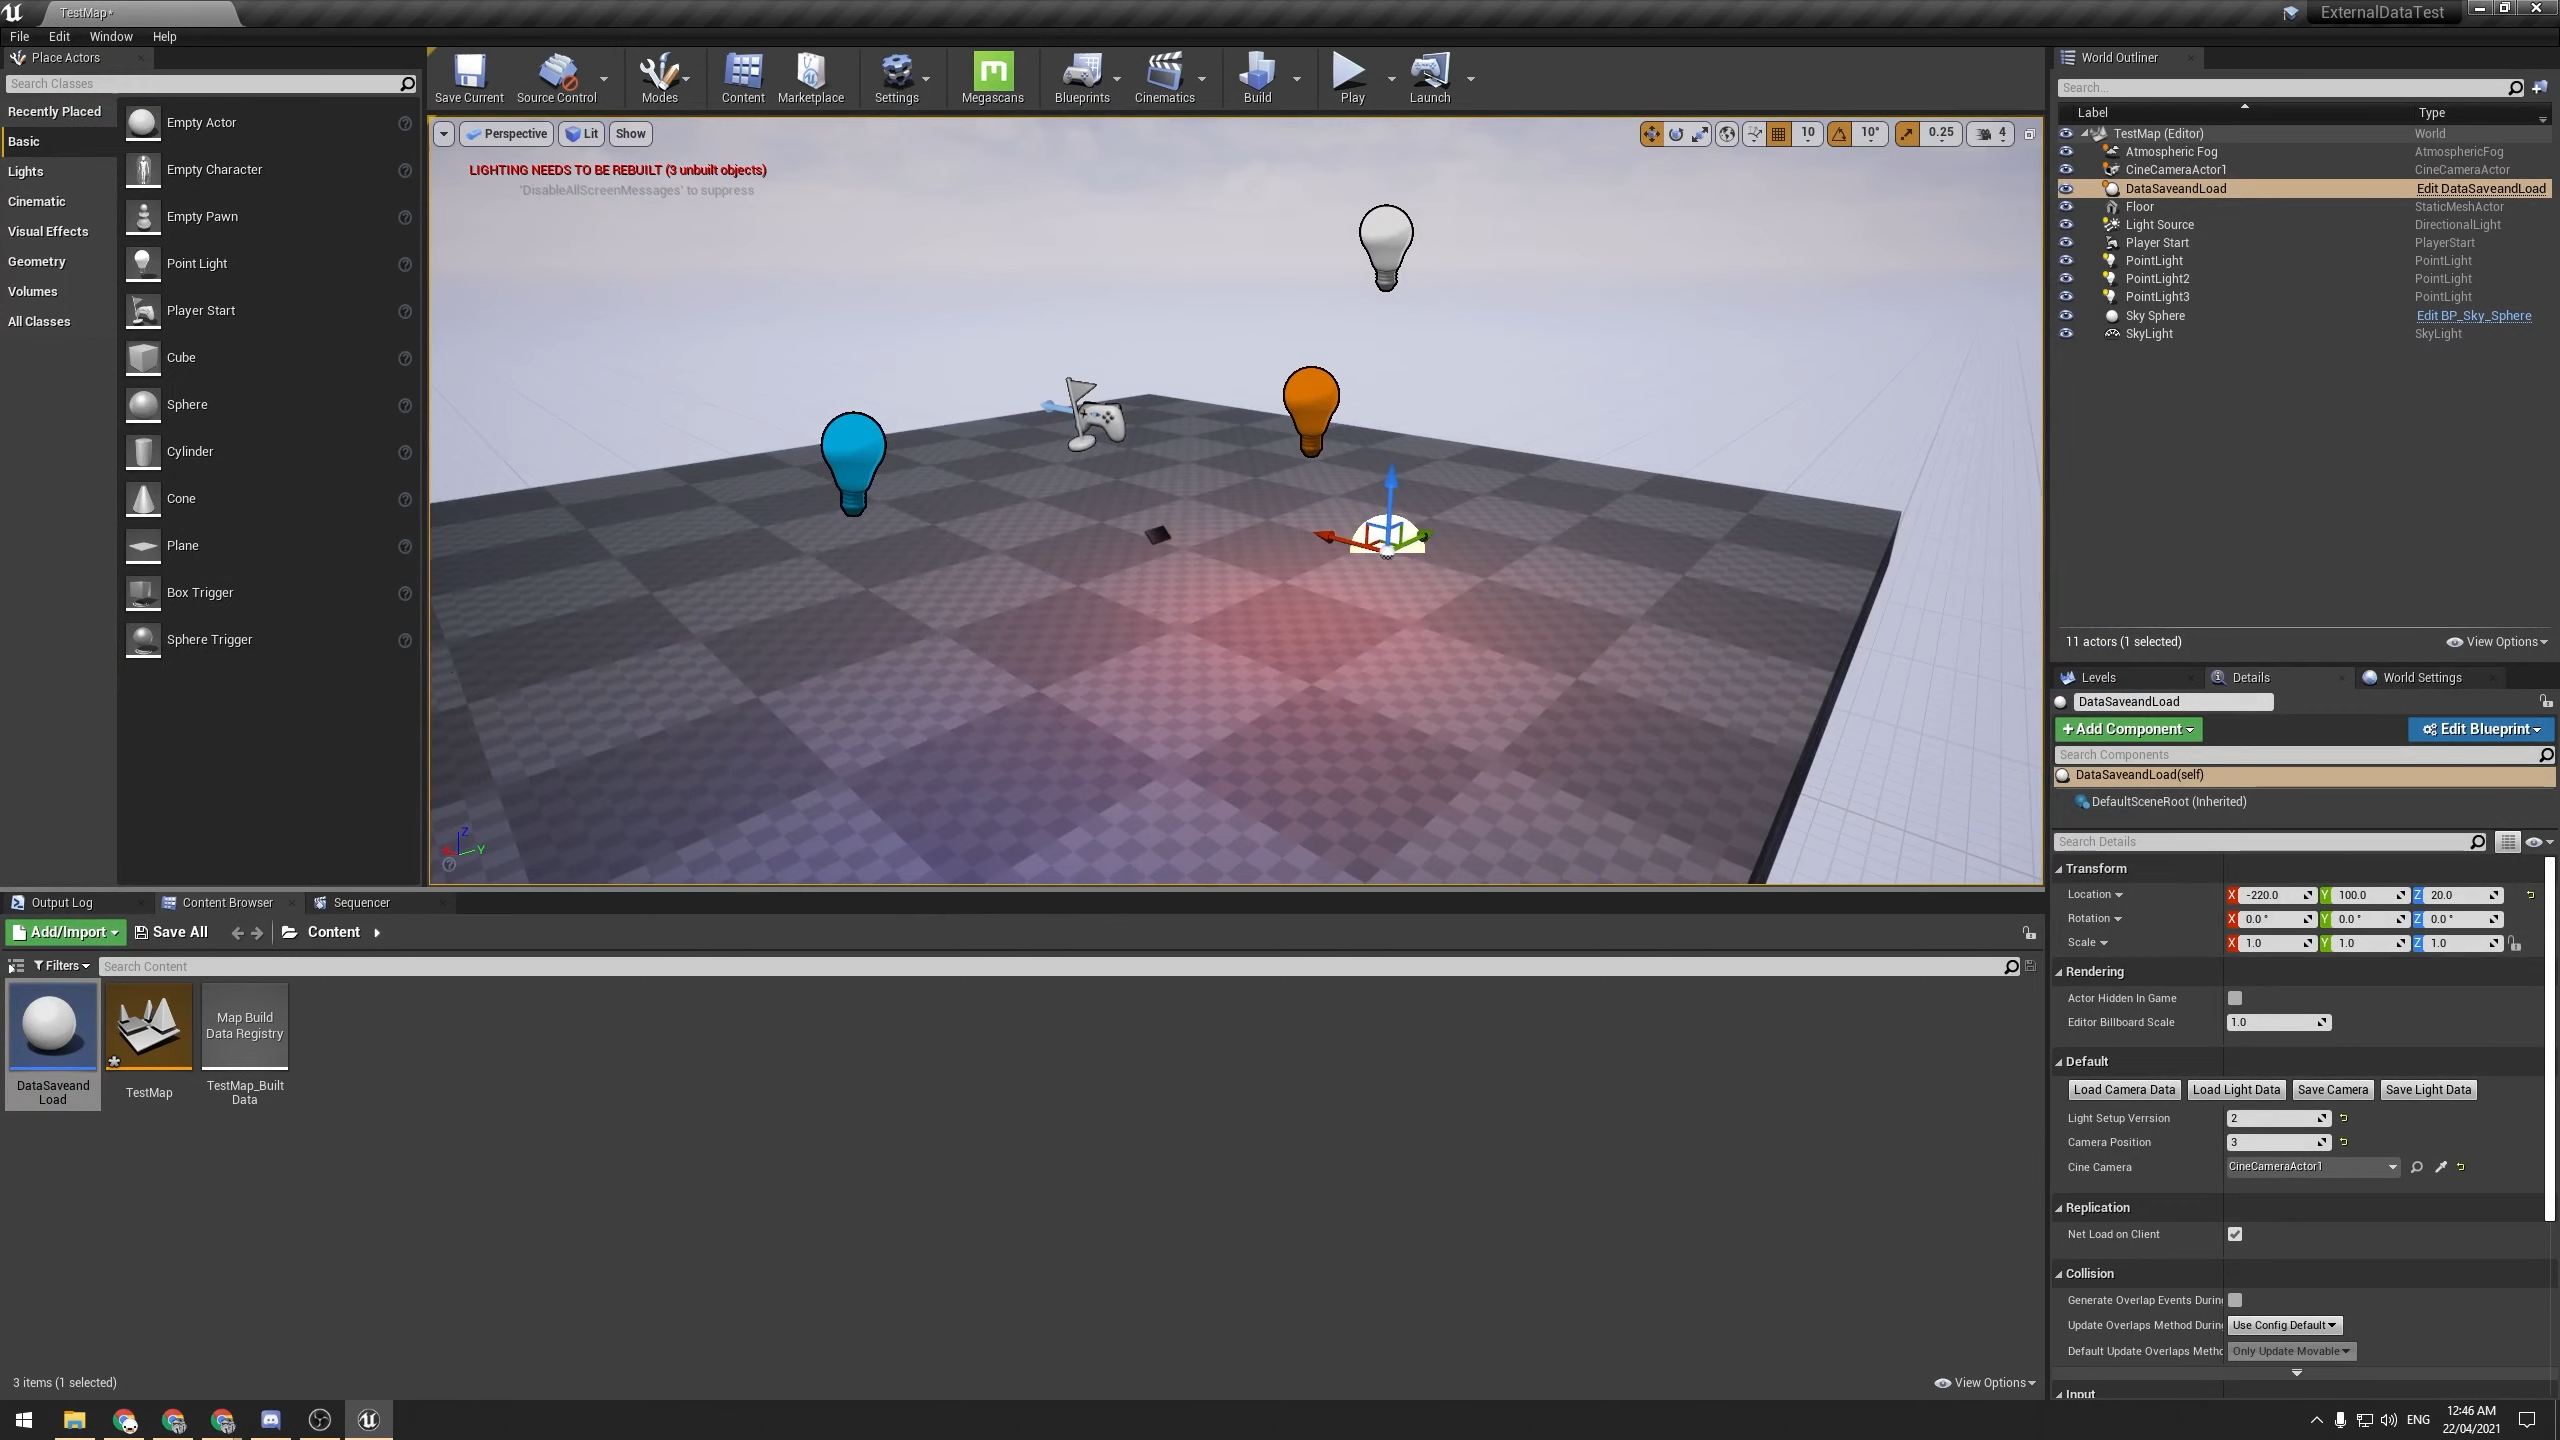 TestMap*
ExternalDataTest
File Edit Window Help
Place Actors
Search Classes
Recently Placed
Basic
Lights
Cinematic
Visual Effects
Geometry
Volumes
All Classes
Empty Actor
Empty Character
Empty Pawn
Point Light
Player Start
Cube
Sphere
Cylinder
Cone
Plane
Box Trigger
Sphere Trigger
Save Current Source Control Modes Content Marketplace Settings Megascans Blueprints Cinematics Build Play Launch
Perspective Lit Show
10 10° 0.25 4
LIGHTING NEEDS TO BE REBUILT (3 unbuilt objects)
'DisableAllScreenMessages' to suppress
Z
Y
World Outliner
Search...
Label Type
TestMap (Editor) World
Atmospheric Fog AtmosphericFog
CineCameraActor1 CineCameraActor
DataSaveandLoad Edit DataSaveandLoad
Floor StaticMeshActor
Light Source DirectionalLight
Player Start PlayerStart
PointLight PointLight
PointLight2 PointLight
PointLight3 PointLight
Sky Sphere Edit BP_Sky_Sphere
SkyLight SkyLight
11 actors (1 selected) View Options
Levels Details World Settings
DataSaveandLoad
+Add Component Edit Blueprint
Search Components
DataSaveandLoad(self)
DefaultSceneRoot (Inherited)
Search Details
Transform
Location X -220.0 Y 100.0 Z 20.0
Rotation X 0.0 ° Y 0.0 ° Z 0.0 °
Scale X 1.0 Y 1.0 Z 1.0
Rendering
Actor Hidden In Game
Editor Billboard Scale 1.0
Default
Load Camera Data Load Light Data Save Camera Save Light Data
Light Setup Verrsion 2
Camera Position 3
Cine Camera CineCameraActor1
Replication
Net Load on Client
Collision
Generate Overlap Events During
Update Overlaps Method During Use Config Default
Default Update Overlaps Metho Only Update Movable
Input
Output Log Content Browser Sequencer
Add/Import Save All Content
Filters Search Content
DataSaveand
Load
TestMap
Map Build
Data Registry
TestMap_Built
Data
3 items (1 selected) View Options
ENG
12:46 AM
22/04/2021